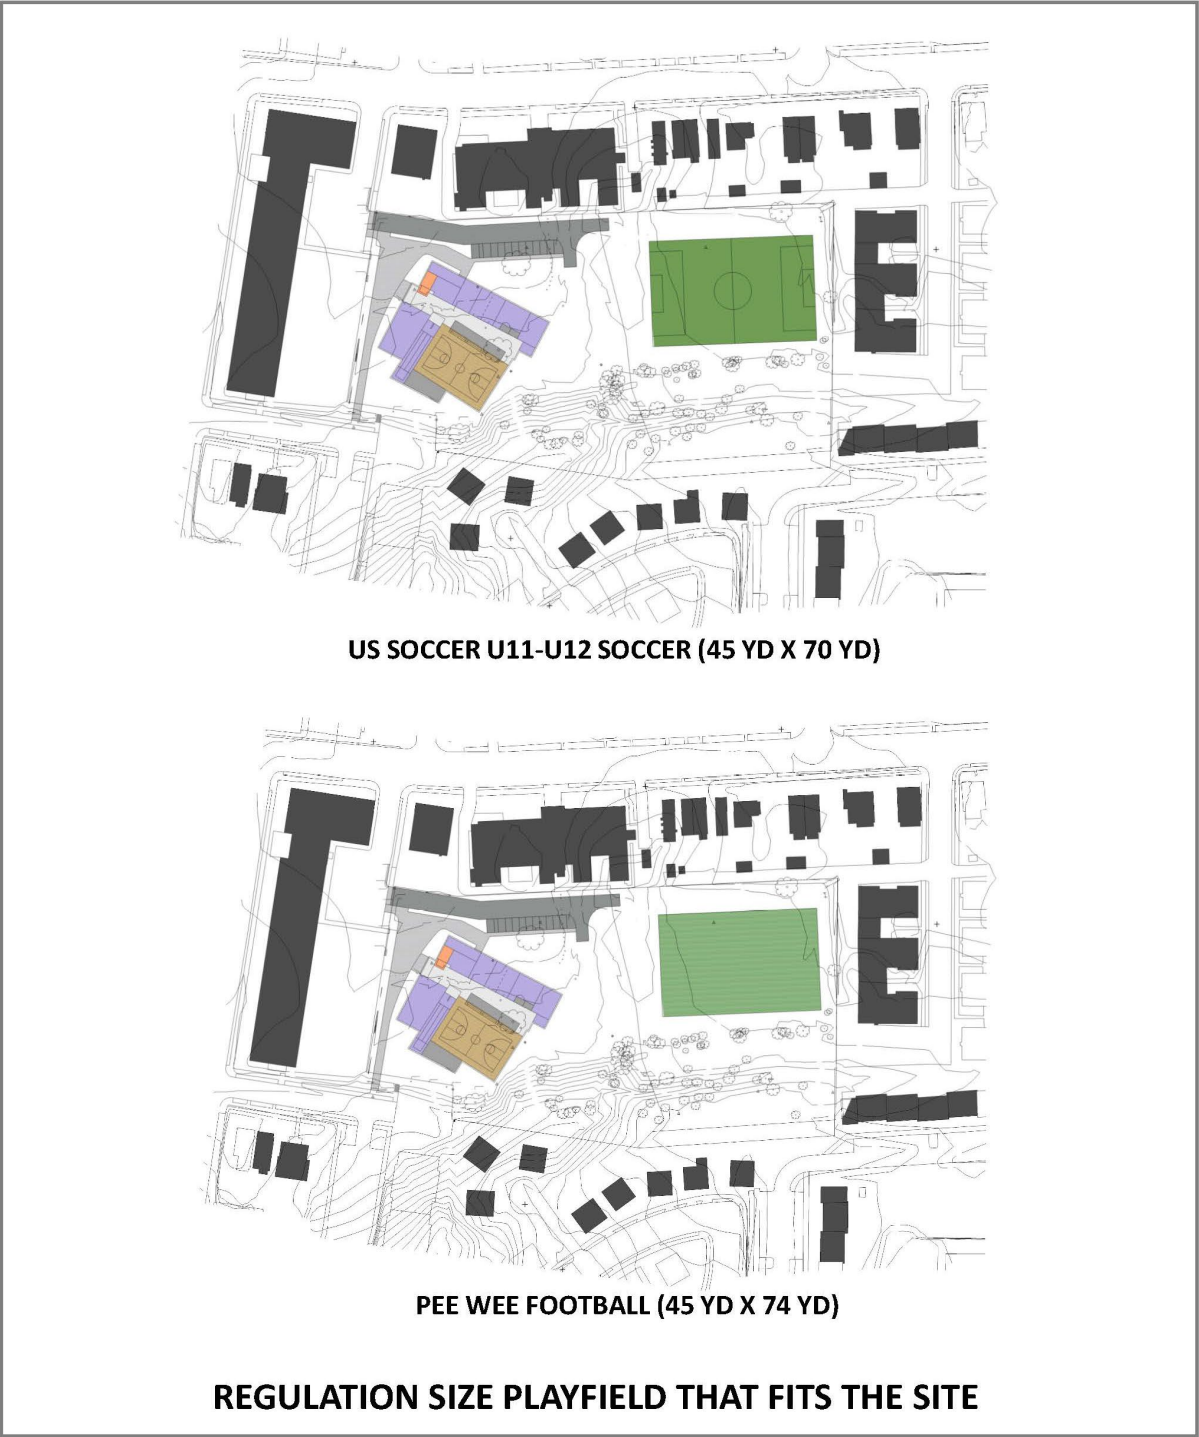 US SOCCER U11-U12 SOCCER (45 YD X 70 YD)
PEE WEE FOOTBALL (45 YD X 74 YD)
REGULATION SIZE PLAYFIELD THAT FITS THE SITE